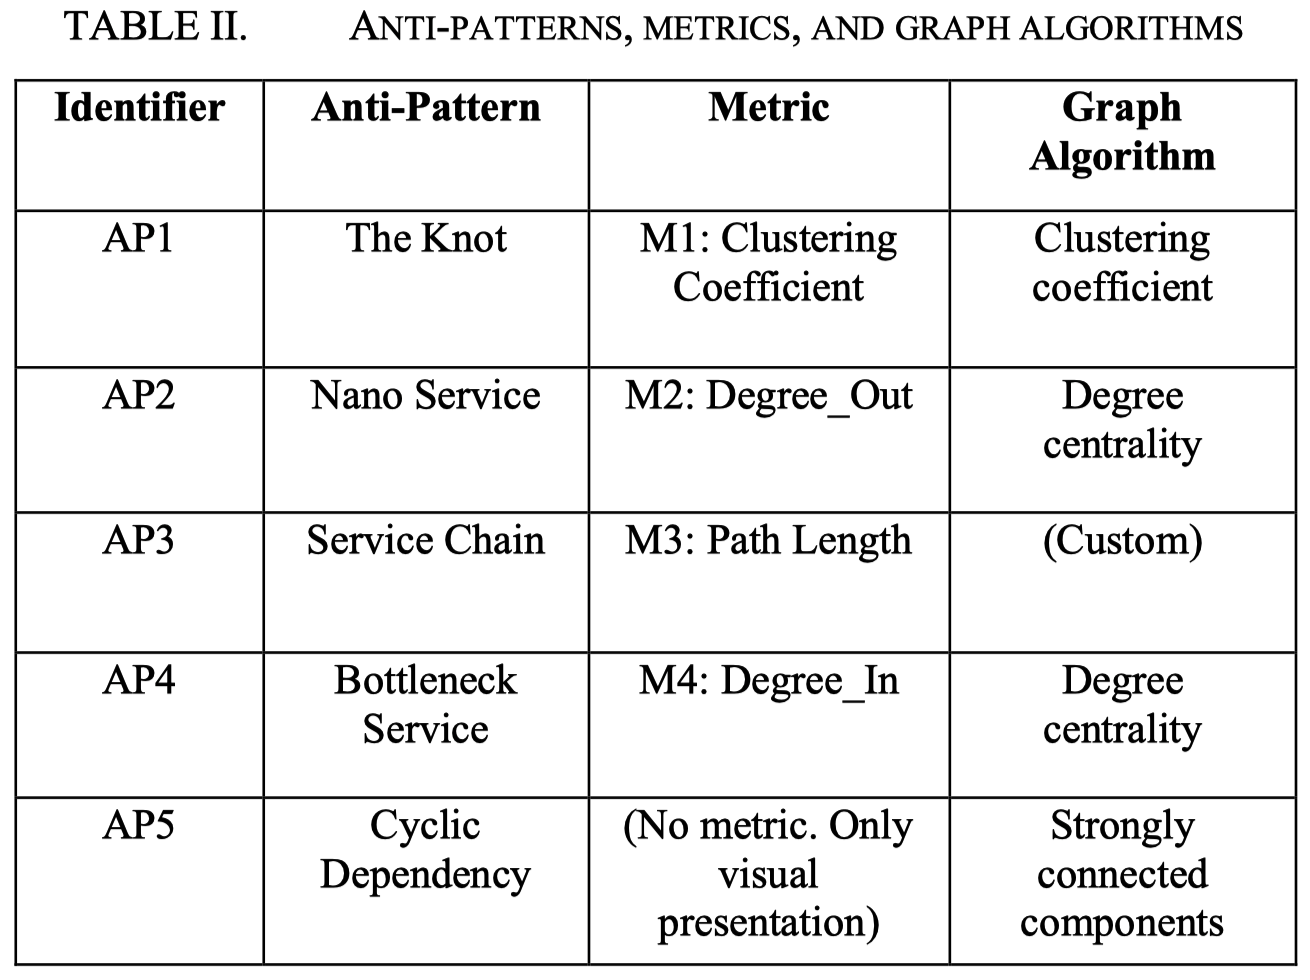 TABLE II. ANTI-PATTERNS, METRICS, AND GRAPH ALGORITHMS
Identifier Anti-Pattern Metric Graph
Algorithm
AP1 The Knot M1: Clustering Clustering
Coefficient coefficient
AP2 Nano Service M2: Degree_Out Degree
centrality
AP3 Service Chain M3: Path Length (Custom)
AP4 Bottleneck M4: Degree_In Degree
Service centrality
AP5 Cyclic (No metric. Only Strongly
Dependency visual connected
presentation) components